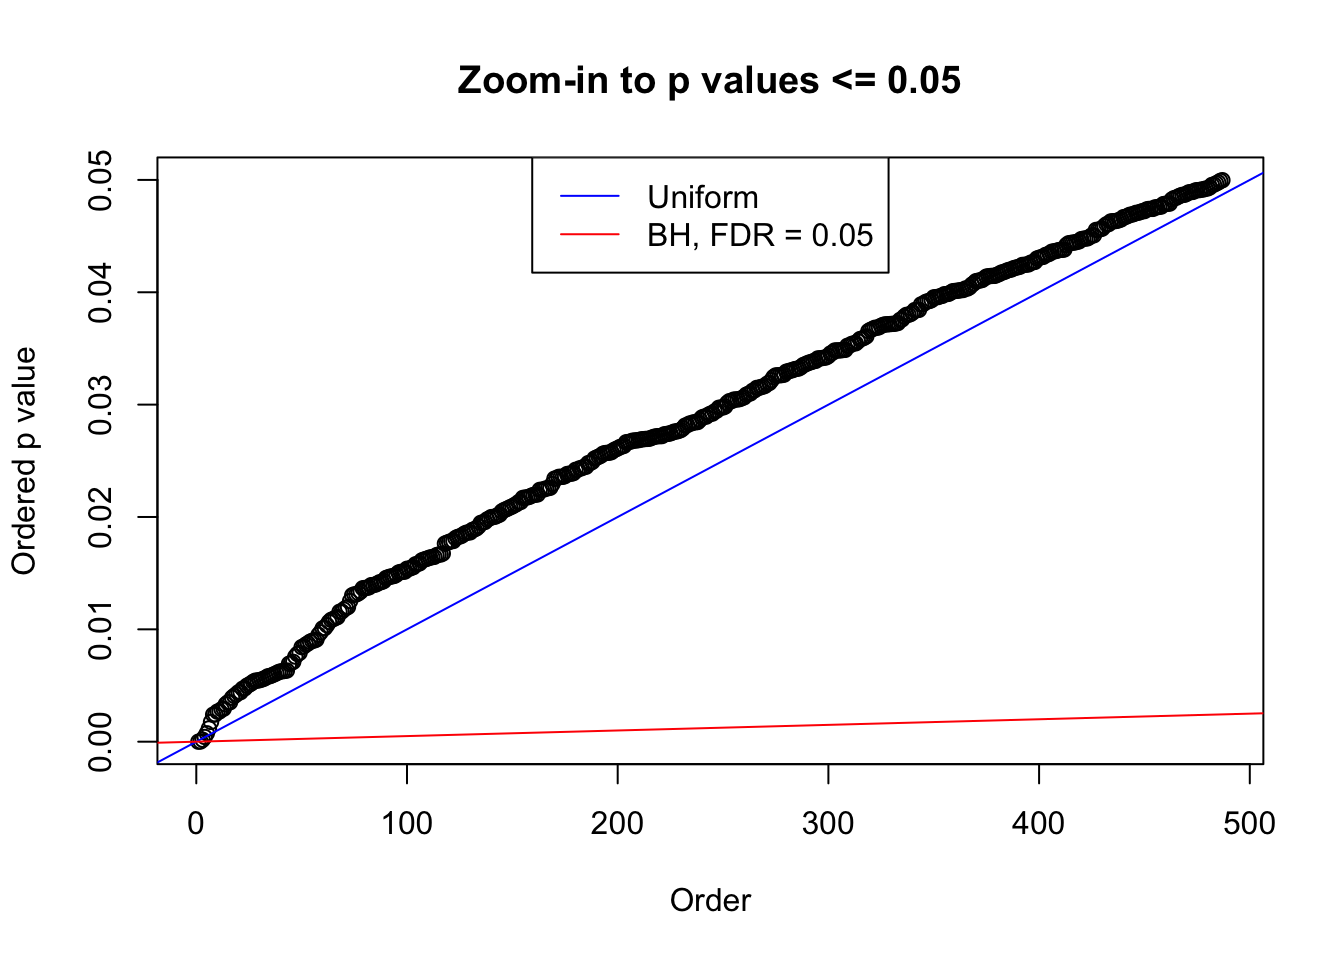 Zoom-in to p values <= 0.05
Uniform
BH, FDR = 0.05
Ordered p value
0.05
0.04
0.03
0.02
0.01
0.00
0 100 200 300 400 500
Order